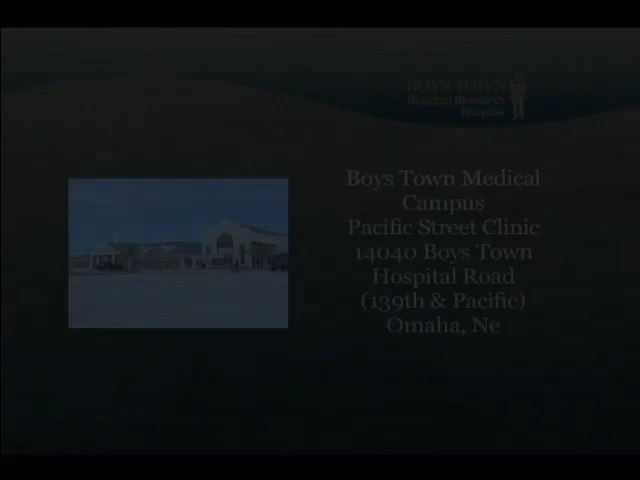 BOYS TOWN
National Research
Hospital
Boys Town Medical
Campus
Pacific Street Clinic
14040 Boys Town
Hospital Road
(139th & Pacific)
Omaha, Ne